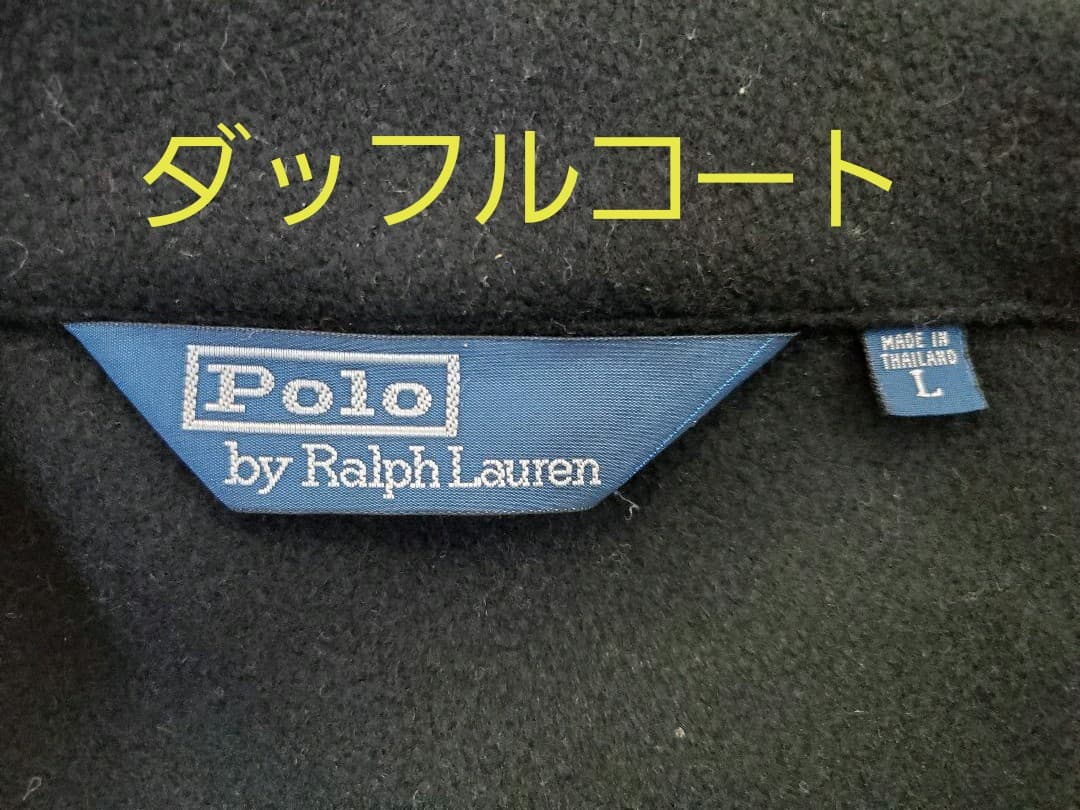 ダッフルコート
Polo
by Ralph Lauren
MADE IN
THAILAND
L